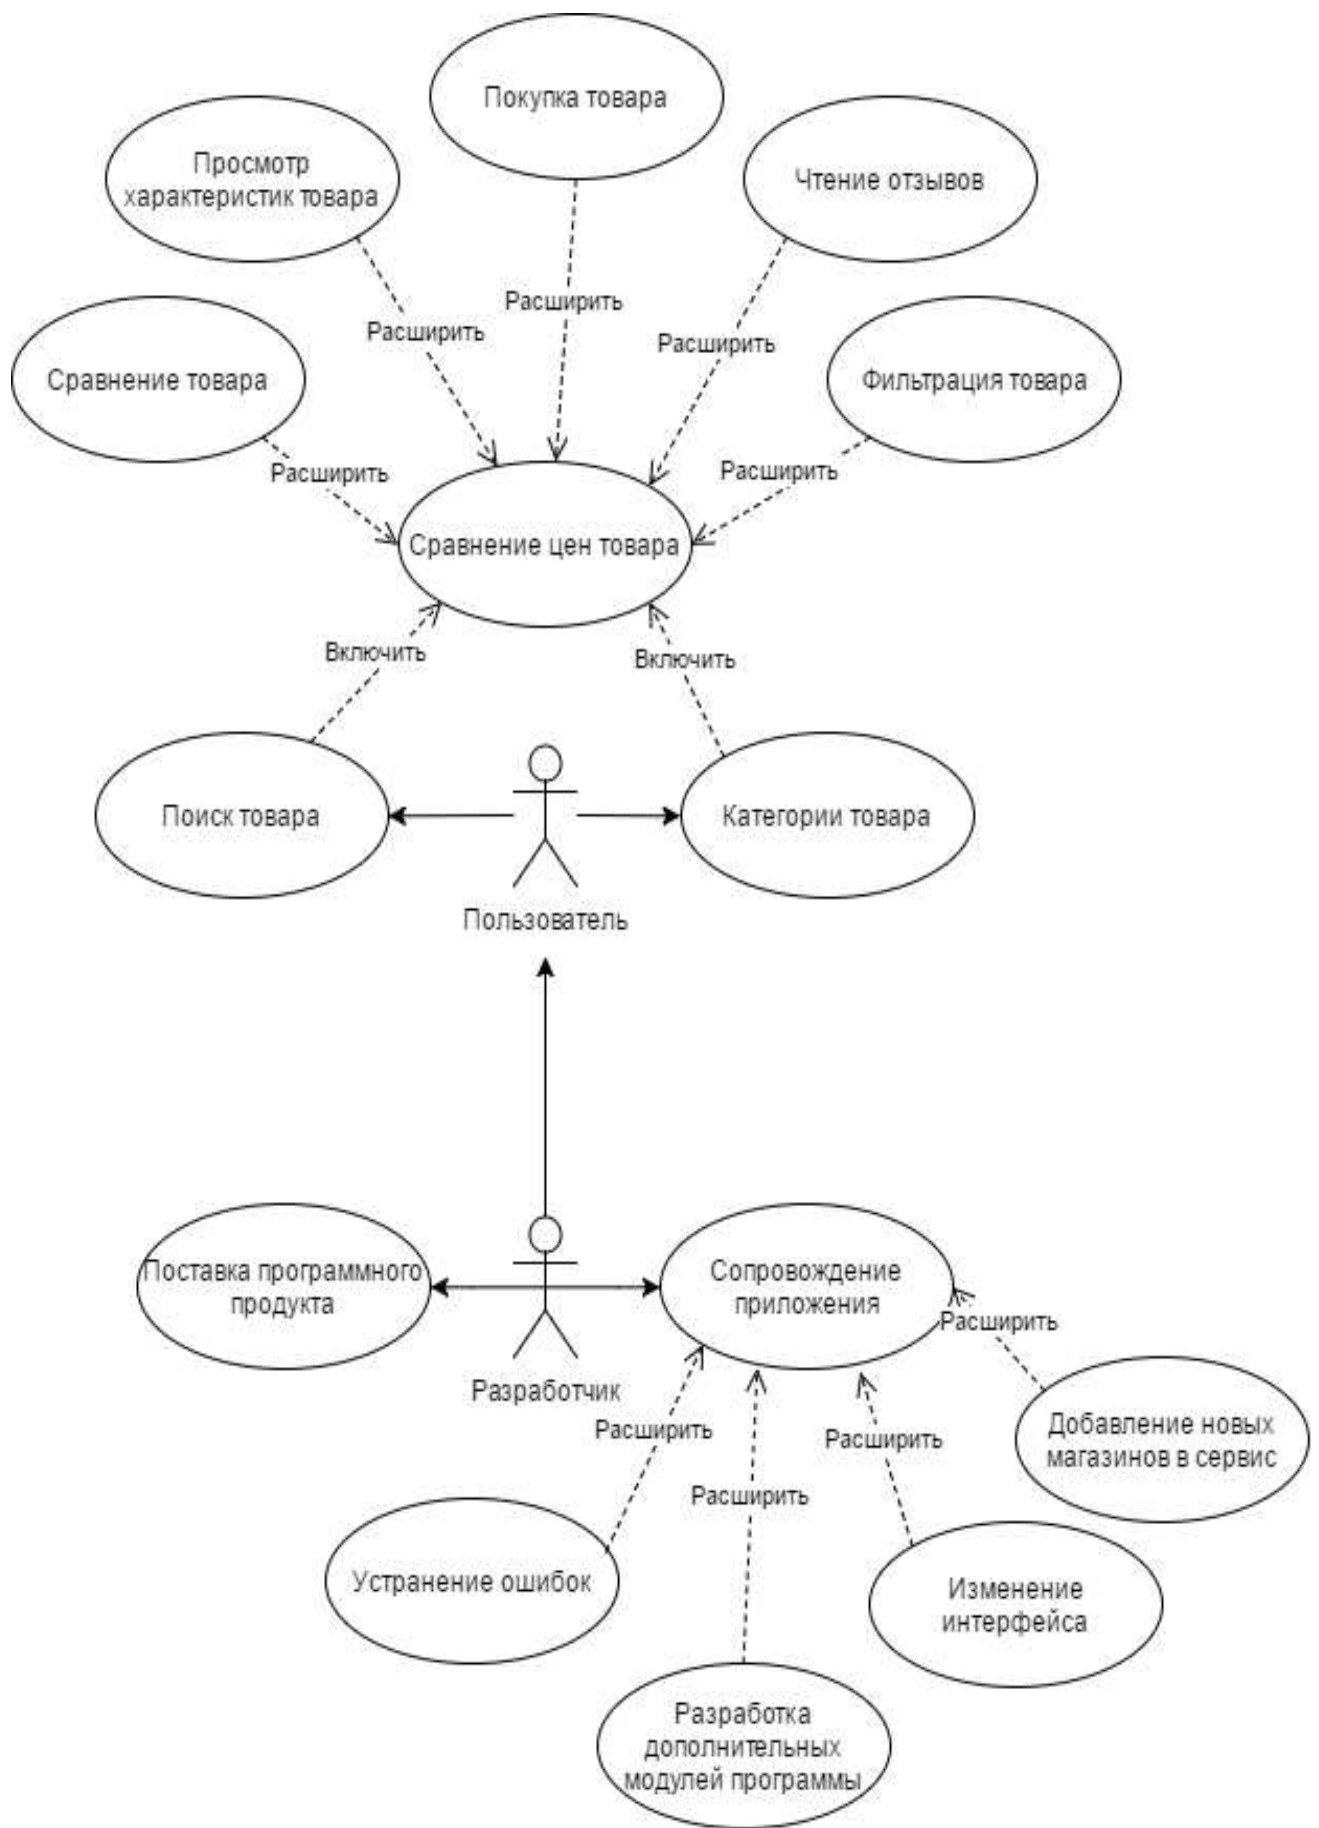 Покупка товара
Просмотр
характеристик товара
Чтение отзывов
Расширить
Расширить
Расширить
Сравнение товара
Фильтрация товара
Расширить
Расширить
Сравнение цен товара
Включить
Включить
Поиск товара
Категории товара
Пользователь
Поставка программного
продукта
Сопровождение
приложения
Расширить
Разработчик
Расширить
Расширить
Добавление новых
магазинов в сервис
Расширить
Устранение ошибок
Изменение
интерфейса
Разработка
дополнительных
модулей программы